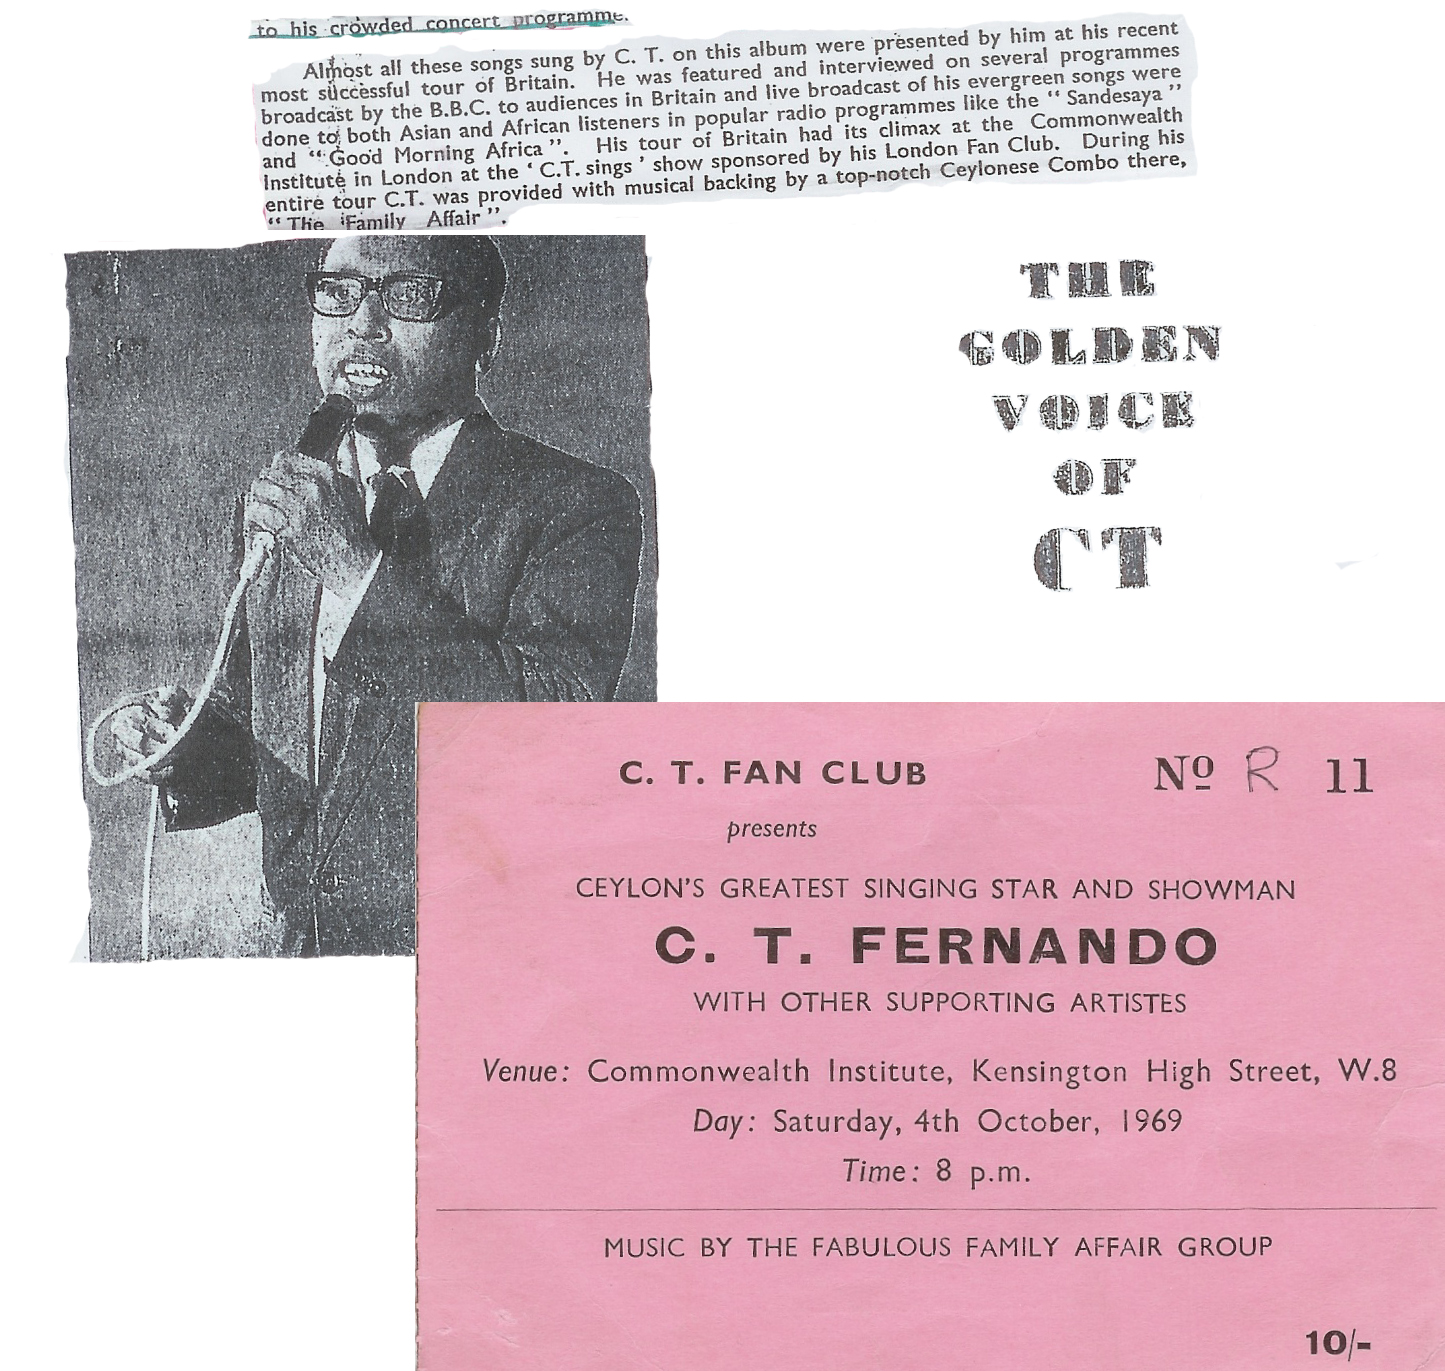 to his crowded concert programme.
Almost all these songs sung by C. T. on this album were presented by him at his recent
most successful tour of Britain. He was featured and interviewed on several programmes
broadcast by the B.B.C. to audiences in Britain and live broadcast of his evergreen songs were
done to both Asian and African listeners in popular radio programmes like the “ Sandesaya ”
and “ Good Morning Africa ”. His tour of Britain had its climax at the Commonwealth
Institute in London at the ‘ C.T. sings ’ show sponsored by his London Fan Club. During his
entire tour C.T. was provided with musical backing by a top-notch Ceylonese Combo there,
“ The Family Affair ”.
THE
GOLDEN
VOICE
OF
CT
C. T. FAN CLUB
Nº R 11
presents
CEYLON'S GREATEST SINGING STAR AND SHOWMAN
C. T. FERNANDO
WITH OTHER SUPPORTING ARTISTES
Venue: Commonwealth Institute, Kensington High Street, W.8
Day: Saturday, 4th October, 1969
Time: 8 p.m.
MUSIC BY THE FABULOUS FAMILY AFFAIR GROUP
10/-